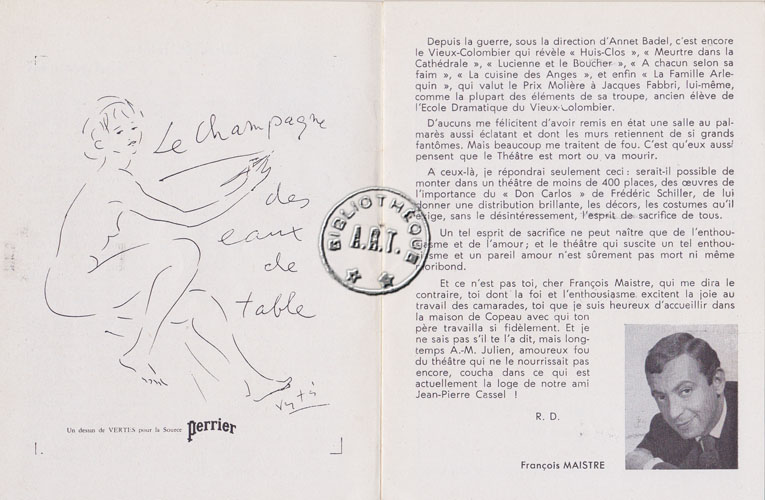 Le Champagne
des
eaux
de
table
Vertès
Un dessin de VERTES pour la Source perrier
BIBLIOTHÈQUE
A.R.T.
Depuis la guerre, sous la direction d'Annet Badel, c'est encore
le Vieux-Colombier qui révèle « Huis-Clos », « Meurtre dans la
Cathédrale », « Lucienne et le Boucher », « A chacun selon sa
faim », « La cuisine des Anges », et enfin « La Famille Arle-
quin », qui valut le Prix Molière à Jacques Fabbri, lui-même,
comme la plupart des éléments de sa troupe, ancien élève de
l'Ecole Dramatique du Vieux-Colombier.
D'aucuns me félicitent d'avoir remis en état une salle au pal-
marès aussi éclatant et dont les murs retiennent de si grands
fantômes. Mais beaucoup me traitent de fou. C'est qu'eux aussi
pensent que le Théâtre est mort ou va mourir.
A ceux-là, je répondrai seulement ceci : serait-il possible de
monter dans un théâtre de moins de 400 places, des œuvres de
l'importance du « Don Carlos » de Frédéric Schiller, de lui
donner une distribution brillante, les décors, les costumes qu'il
exige, sans le désintéressement, l'esprit de sacrifice de tous.
Un tel esprit de sacrifice ne peut naître que de l'enthou-
siasme et de l'amour ; et le théâtre qui suscite un tel enthou-
siasme et un pareil amour n'est sûrement pas mort ni même
moribond.
Et ce n'est pas toi, cher François Maistre, qui me dira le
contraire, toi dont la foi et l'enthousiasme excitent la joie au
travail des camarades, toi que je suis heureux d'accueillir dans
la maison de Copeau avec qui ton
père travailla si fidèlement. Et je
ne sais pas s'il te l'a dit, mais long-
temps A.-M. Julien, amoureux fou
du théâtre qui ne le nourrissait pas
encore, coucha dans ce qui est
actuellement la loge de notre ami
Jean-Pierre Cassel !
R. D.
François MAISTRE